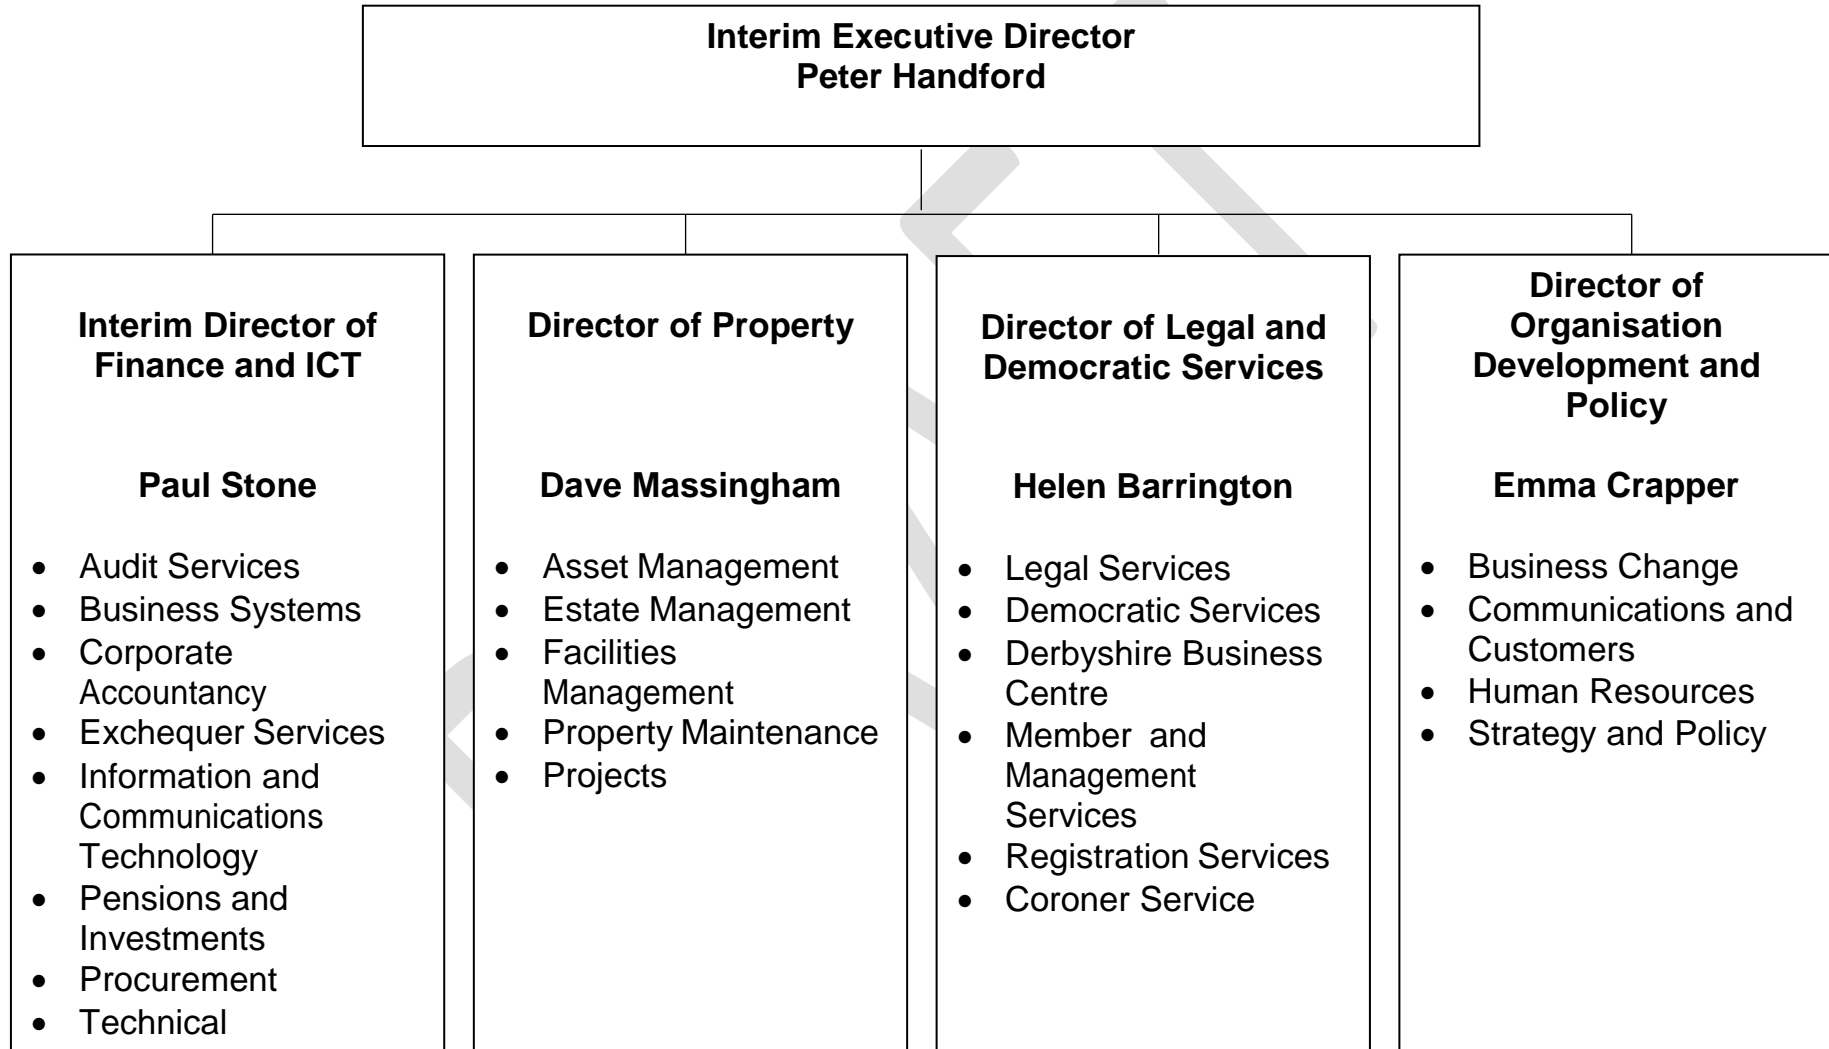 Interim Executive Director
Peter Handford
Interim Director of
Finance and ICT
Paul Stone
• Audit Services
• Business Systems
• Corporate
Accountancy
• Exchequer Services
• Information and
Communications
Technology
• Pensions and
Investments
• Procurement
• Technical
Director of Property
Dave Massingham
• Asset Management
• Estate Management
• Facilities
Management
• Property Maintenance
• Projects
Director of Legal and
Democratic Services
Helen Barrington
• Legal Services
• Democratic Services
• Derbyshire Business
Centre
• Member and
Management
Services
• Registration Services
• Coroner Service
Director of
Organisation
Development and
Policy
Emma Crapper
• Business Change
• Communications and
Customers
• Human Resources
• Strategy and Policy